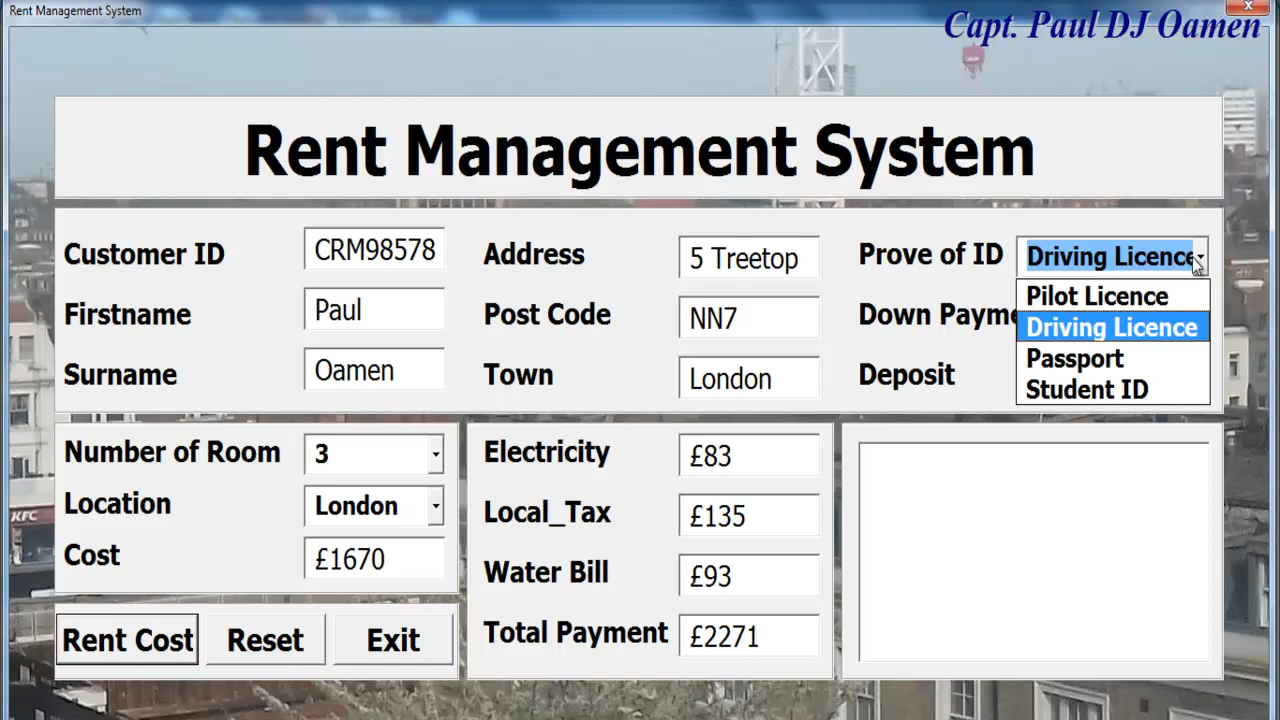 Rent Management System
Capt. Paul DJ Oamen
Rent Management System
Customer ID CRM98578 Address 5 Treetop Prove of ID Driving Licence
Pilot Licence
Firstname Paul Post Code NN7 Down Payme
Driving Licence
Passport
Surname Oamen Town London Deposit
Student ID
Number of Room 3 Electricity £83
Location London Local_Tax £135
Cost £1670 Water Bill £93
Rent Cost Reset Exit Total Payment £2271
KFC